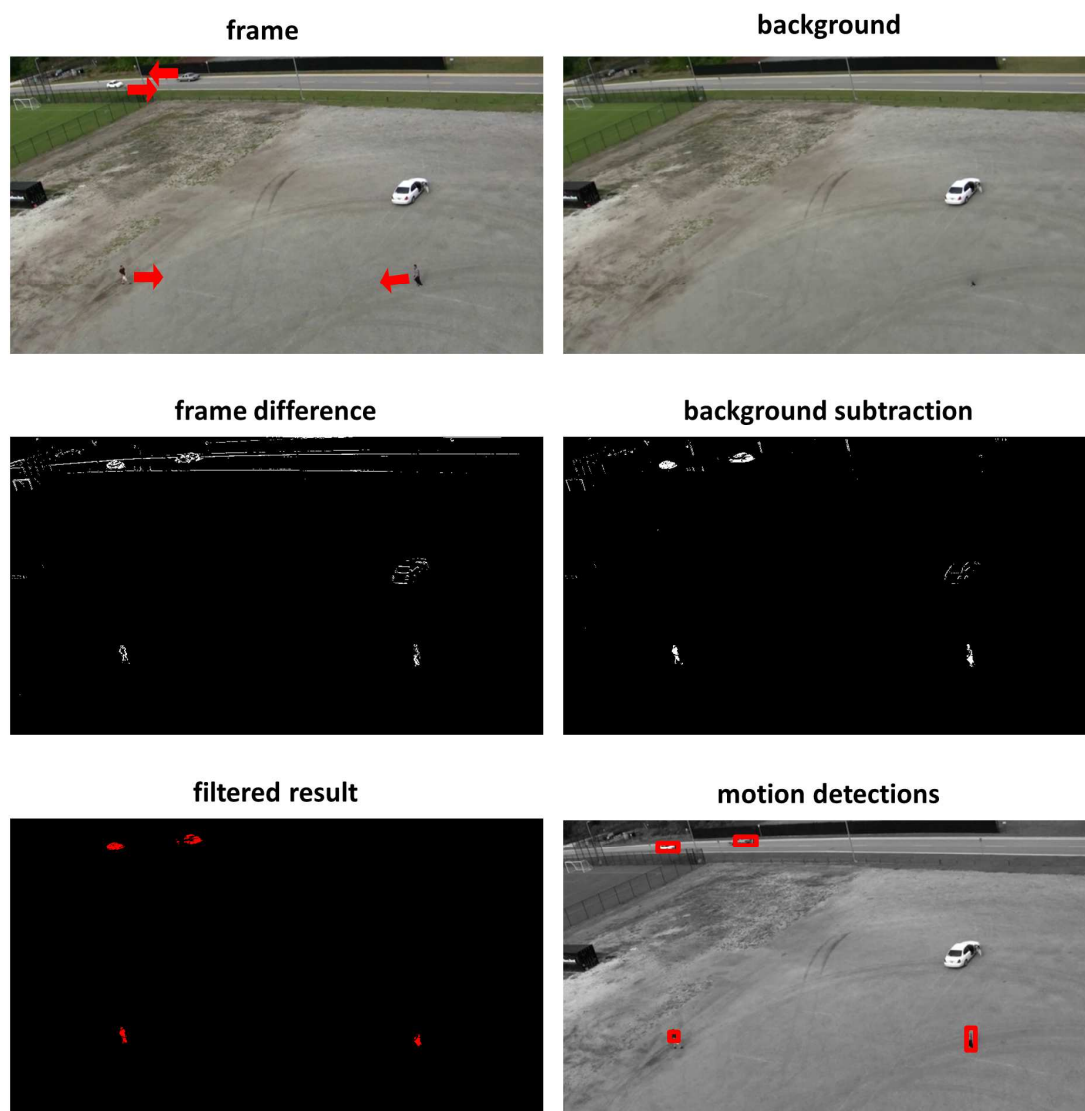 frame
background
frame difference
background subtraction
filtered result
motion detections